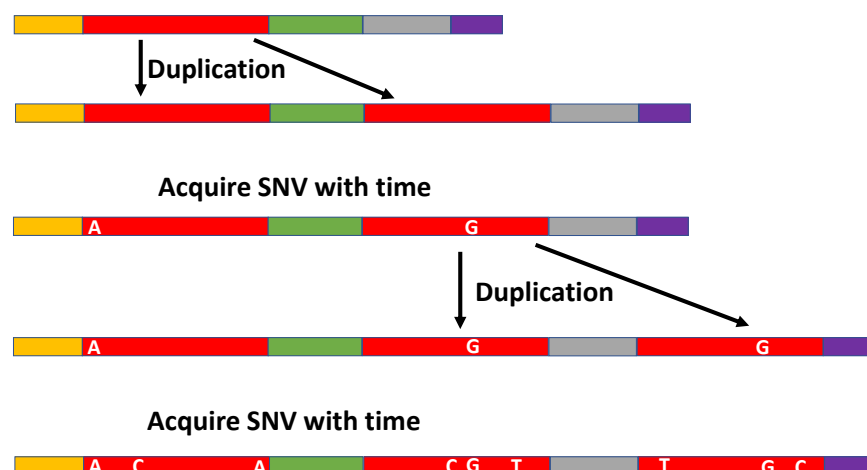 Duplication
Acquire SNV with time
A G
Duplication
A G G
Acquire SNV with time
A C A C G T T G C